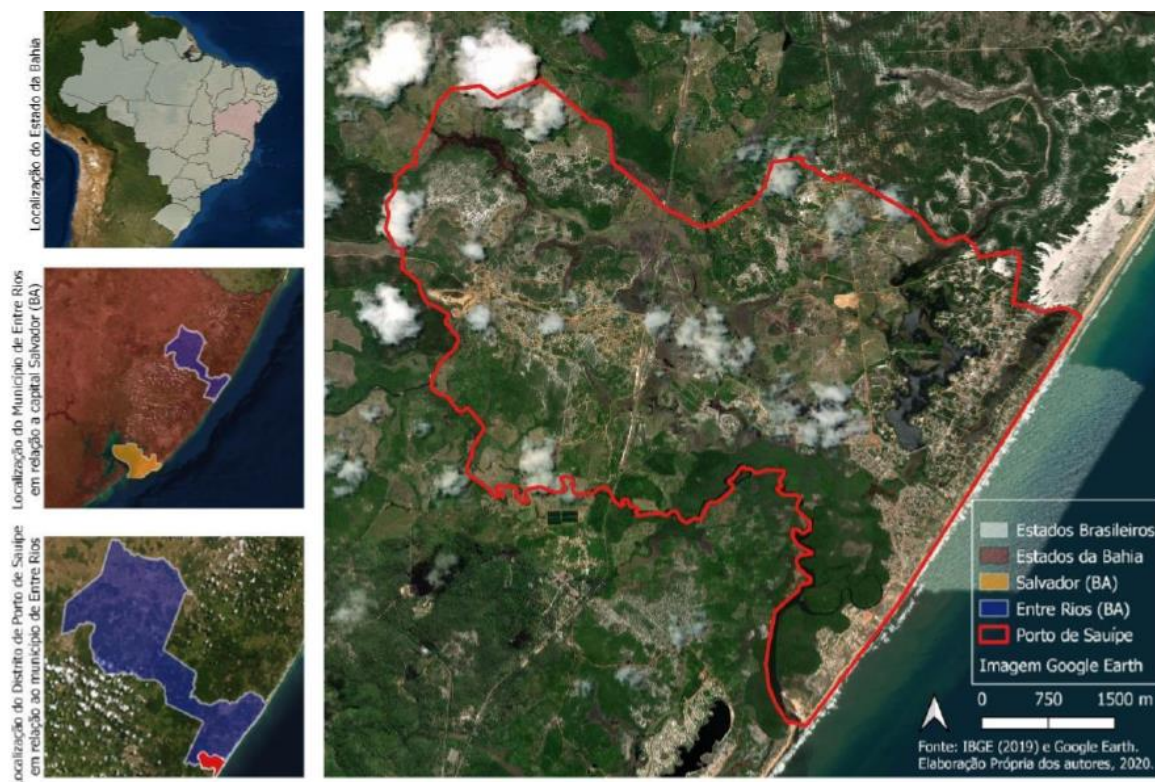 Localização do Estado da Bahia
Localização do Município de Entre Rios
em relação a capital Salvador (BA)
Localização do Distrito de Porto de Sauípe
em relação ao município de Entre Rios
Estados Brasileiros
Estados da Bahia
Salvador (BA)
Entre Rios (BA)
Porto de Sauípe
Imagem Google Earth
0 750 1500 m
Fonte: IBGE (2019) e Google Earth.
Elaboração Própria dos autores, 2020.